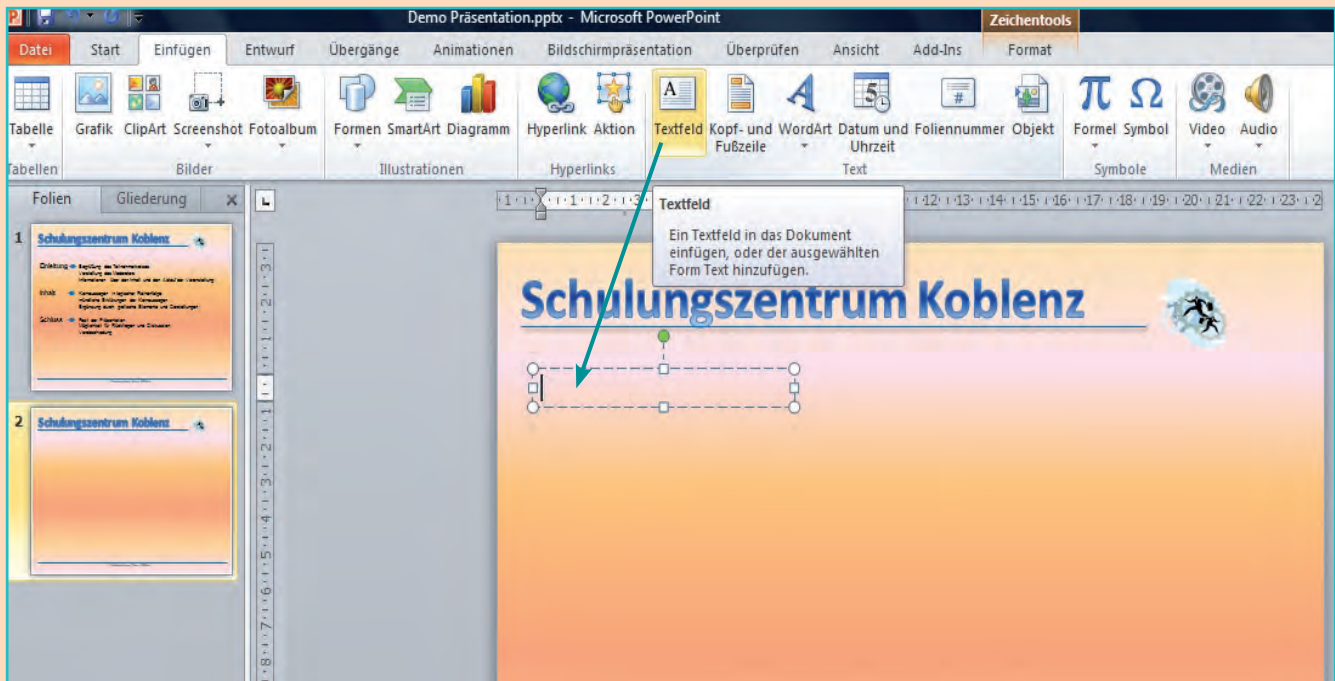 Demo Präsentation.pptx - Microsoft PowerPoint
Zeichentools
Datei Start Einfügen Entwurf Übergänge Animationen Bildschirmpräsentation Überprüfen Ansicht Add-Ins Format
Tabelle Grafik ClipArt Screenshot Fotoalbum Formen SmartArt Diagramm Hyperlink Aktion Textfeld Kopf- und Fußzeile WordArt Datum und Uhrzeit Foliennummer Objekt Formel Symbol Video Audio
Tabellen Bilder Illustrationen Hyperlinks Text Symbole Medien
Folien Gliederung
Textfeld
Ein Textfeld in das Dokument
einfügen, oder der ausgewählten
Form Text hinzufügen.
1 Schulungszentrum Koblenz
Einleitung
Inhalt
Schluss
2 Schulungszentrum Koblenz
Schulungszentrum Koblenz